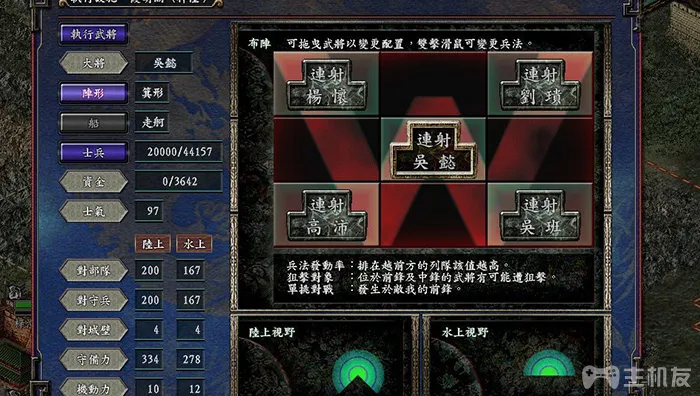 執行武將
大將 吳懿
陣形 箕形
船 走舸
士兵 20000/44157
資金 0/3642
士氣 97
陸上 水上
對部隊 200 167
對守兵 200 167
對城壁 4 4
守備力 334 278
機動力 10 12
布陣 可拖曳武將以變更配置，雙擊滑鼠可變更兵法。
連射 連射
楊懷 劉璝
連射
吳懿
連射 連射
高沛 吳班
兵法發動率：排在越前方的列隊該值越高。
狙擊對象 ：位於前鋒及中鋒的武將有可能遭狙擊。
單挑對戰 ：發生於敵我的前鋒。
陸上視野 水上視野
主机友